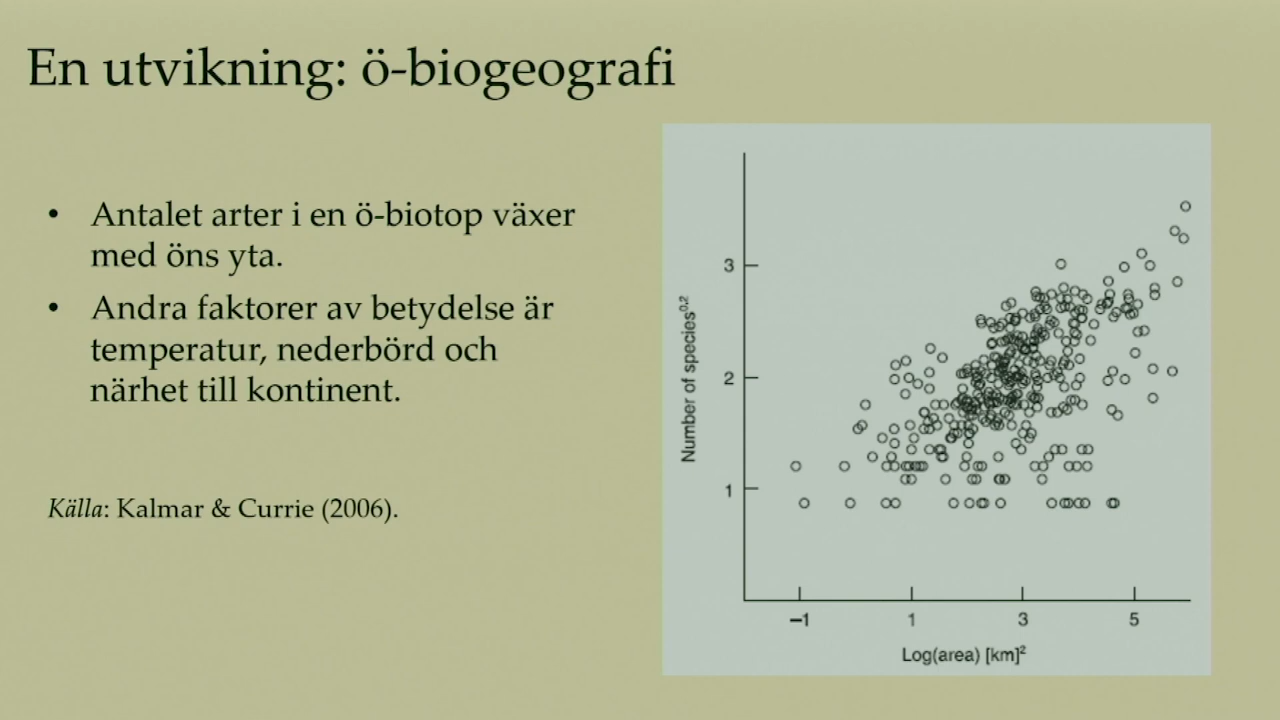 En utvikning: ö-biogeografi
• Antalet arter i en ö-biotop växer
med öns yta.
• Andra faktorer av betydelse är
temperatur, nederbörd och
närhet till kontinent.
Källa: Kalmar & Currie (2006).
Number of species^0,2
3
2
1
–1 1 3 5
Log(area) [km]²